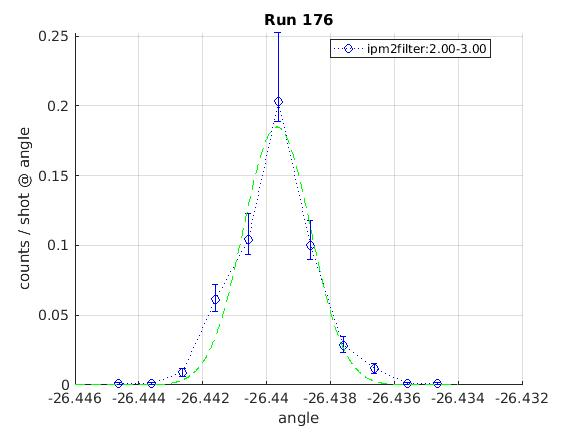 Run 176
ipm2filter:2.00-3.00
counts / shot @ angle
0.25
0.2
0.15
0.1
0.05
0
-26.446 -26.444 -26.442 -26.44 -26.438 -26.436 -26.434 -26.432
angle